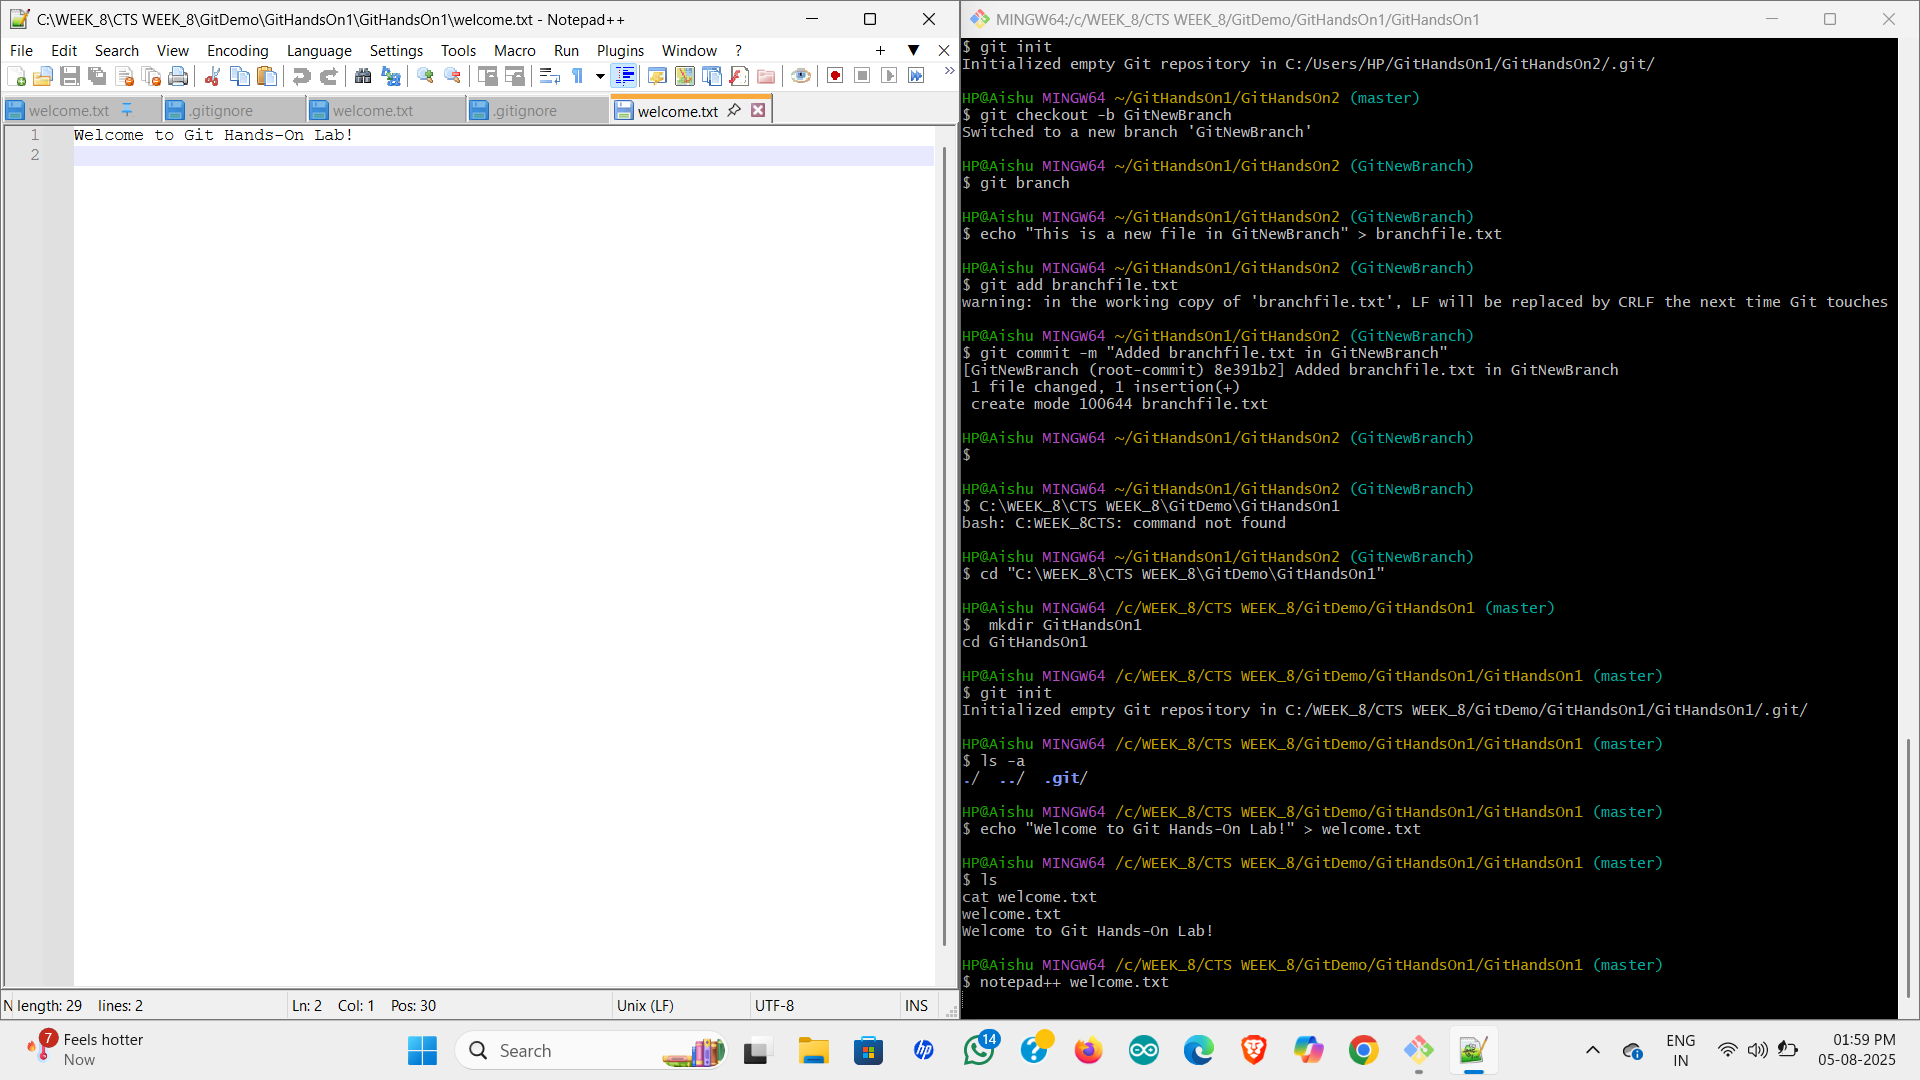 C:\WEEK_8\CTS WEEK_8\GitDemo\GitHandsOn1\GitHandsOn1\welcome.txt - Notepad++
File Edit Search View Encoding Language Settings Tools Macro Run Plugins Window ?
welcome.txt .gitignore welcome.txt .gitignore welcome.txt
1 Welcome to Git Hands-On Lab!
2
N length: 29 lines: 2 Ln: 2 Col: 1 Pos: 30 Unix (LF) UTF-8 INS
MINGW64:/c/WEEK_8/CTS WEEK_8/GitDemo/GitHandsOn1/GitHandsOn1
$ git init
Initialized empty Git repository in C:/Users/HP/GitHandsOn1/GitHandsOn2/.git/
HP@Aishu MINGW64 ~/GitHandsOn1/GitHandsOn2 (master)
$ git checkout -b GitNewBranch
Switched to a new branch 'GitNewBranch'
HP@Aishu MINGW64 ~/GitHandsOn1/GitHandsOn2 (GitNewBranch)
$ git branch
HP@Aishu MINGW64 ~/GitHandsOn1/GitHandsOn2 (GitNewBranch)
$ echo "This is a new file in GitNewBranch" > branchfile.txt
HP@Aishu MINGW64 ~/GitHandsOn1/GitHandsOn2 (GitNewBranch)
$ git add branchfile.txt
warning: in the working copy of 'branchfile.txt', LF will be replaced by CRLF the next time Git touches
HP@Aishu MINGW64 ~/GitHandsOn1/GitHandsOn2 (GitNewBranch)
$ git commit -m "Added branchfile.txt in GitNewBranch"
[GitNewBranch (root-commit) 8e391b2] Added branchfile.txt in GitNewBranch
1 file changed, 1 insertion(+)
create mode 100644 branchfile.txt
HP@Aishu MINGW64 ~/GitHandsOn1/GitHandsOn2 (GitNewBranch)
$
HP@Aishu MINGW64 ~/GitHandsOn1/GitHandsOn2 (GitNewBranch)
$ C:\WEEK_8\CTS WEEK_8\GitDemo\GitHandsOn1
bash: C:WEEK_8CTS: command not found
HP@Aishu MINGW64 ~/GitHandsOn1/GitHandsOn2 (GitNewBranch)
$ cd "C:\WEEK_8\CTS WEEK_8\GitDemo\GitHandsOn1"
HP@Aishu MINGW64 /c/WEEK_8/CTS WEEK_8/GitDemo/GitHandsOn1 (master)
$  mkdir GitHandsOn1
cd GitHandsOn1
HP@Aishu MINGW64 /c/WEEK_8/CTS WEEK_8/GitDemo/GitHandsOn1/GitHandsOn1 (master)
$ git init
Initialized empty Git repository in C:/WEEK_8/CTS WEEK_8/GitDemo/GitHandsOn1/GitHandsOn1/.git/
HP@Aishu MINGW64 /c/WEEK_8/CTS WEEK_8/GitDemo/GitHandsOn1/GitHandsOn1 (master)
$ ls -a
./ ../ .git/
HP@Aishu MINGW64 /c/WEEK_8/CTS WEEK_8/GitDemo/GitHandsOn1/GitHandsOn1 (master)
$ echo "Welcome to Git Hands-On Lab!" > welcome.txt
HP@Aishu MINGW64 /c/WEEK_8/CTS WEEK_8/GitDemo/GitHandsOn1/GitHandsOn1 (master)
$ ls
cat welcome.txt
welcome.txt
Welcome to Git Hands-On Lab!
HP@Aishu MINGW64 /c/WEEK_8/CTS WEEK_8/GitDemo/GitHandsOn1/GitHandsOn1 (master)
$ notepad++ welcome.txt
7 Feels hotter
Now
Search
hp
14
ENG
IN
01:59 PM
05-08-2025